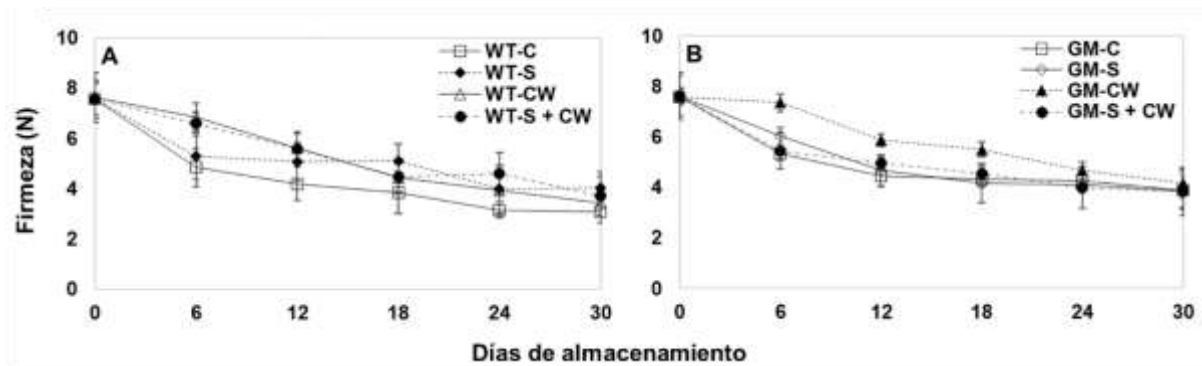 A
10
8
6
4
2
0
0 6 12 18 24 30
WT-C
WT-S
WT-CW
WT-S + CW
B
10
8
6
4
2
0
0 6 12 18 24 30
GM-C
GM-S
GM-CW
GM-S + CW
Firmeza (N)
Días de almacenamiento